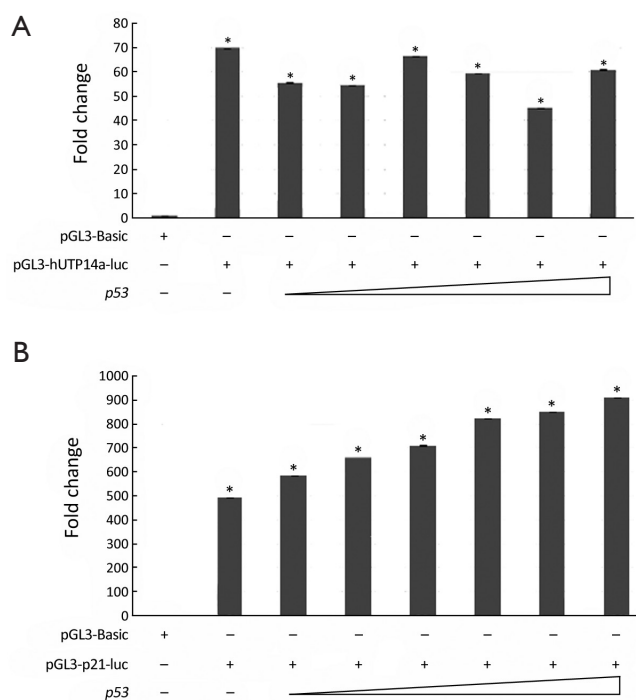 A
Fold change
80
70
60
50
40
30
20
10
0
* * * * * * *
pGL3-Basic + – – – – – – –
pGL3-hUTP14a-luc – + + + + + + +
p53 – –
B
Fold change
1000
900
800
700
600
500
400
300
200
100
0
* * * * * * *
pGL3-Basic + – – – – – – –
pGL3-p21-luc – + + + + + + +
p53 – –